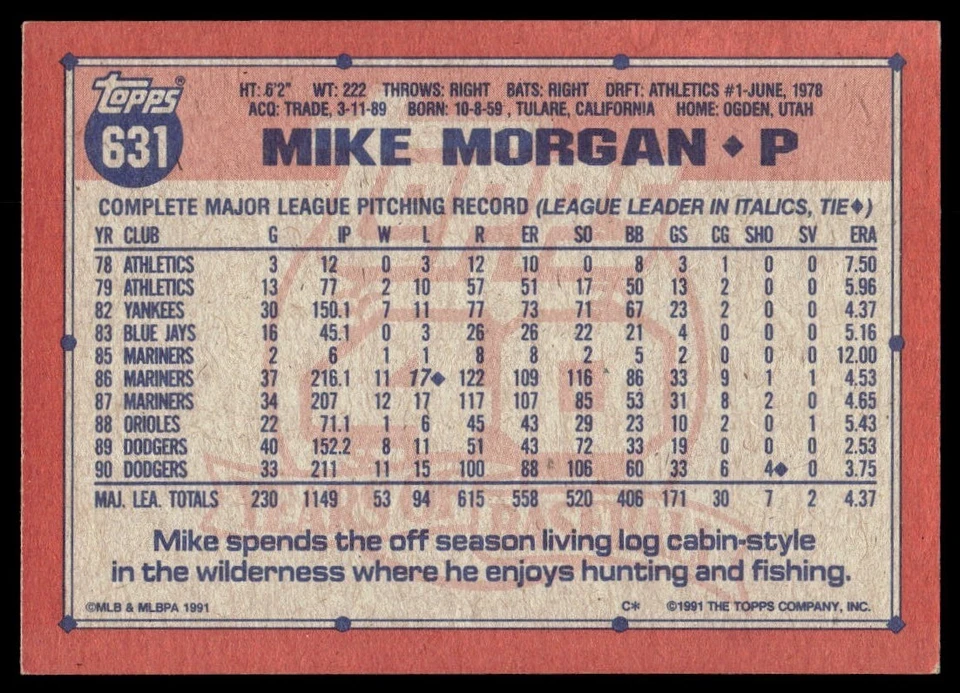 topps®
631
HT: 6'2" WT: 222 THROWS: RIGHT BATS: RIGHT DRFT: ATHLETICS #1-JUNE, 1978
ACQ: TRADE, 3-11-89 BORN: 10-8-59 , TULARE, CALIFORNIA HOME: OGDEN, UTAH
MIKE MORGAN ♦ P
COMPLETE MAJOR LEAGUE PITCHING RECORD (LEAGUE LEADER IN ITALICS, TIE♦)
YR CLUB G IP W L R ER SO BB GS CG SHO SV ERA
78 ATHLETICS 3 12 0 3 12 10 0 8 3 1 0 0 7.50
79 ATHLETICS 13 77 2 10 57 51 17 50 13 2 0 0 5.96
82 YANKEES 30 150.1 7 11 77 73 71 67 23 2 0 0 4.37
83 BLUE JAYS 16 45.1 0 3 26 26 22 21 4 0 0 0 5.16
85 MARINERS 2 6 1 1 8 8 2 5 2 0 0 0 12.00
86 MARINERS 37 216.1 11 17♦ 122 109 116 86 33 9 1 1 4.53
87 MARINERS 34 207 12 17 117 107 85 53 31 8 2 0 4.65
88 ORIOLES 22 71.1 1 6 45 43 29 23 10 2 0 1 5.43
89 DODGERS 40 152.2 8 11 51 43 72 33 19 0 0 0 2.53
90 DODGERS 33 211 11 15 100 88 106 60 33 6 4♦ 0 3.75
MAJ. LEA. TOTALS 230 1149 53 94 615 558 520 406 171 30 7 2 4.37
Mike spends the off season living log cabin-style
in the wilderness where he enjoys hunting and fishing.
©MLB & MLBPA 1991 C* ©1991 THE TOPPS COMPANY, INC.